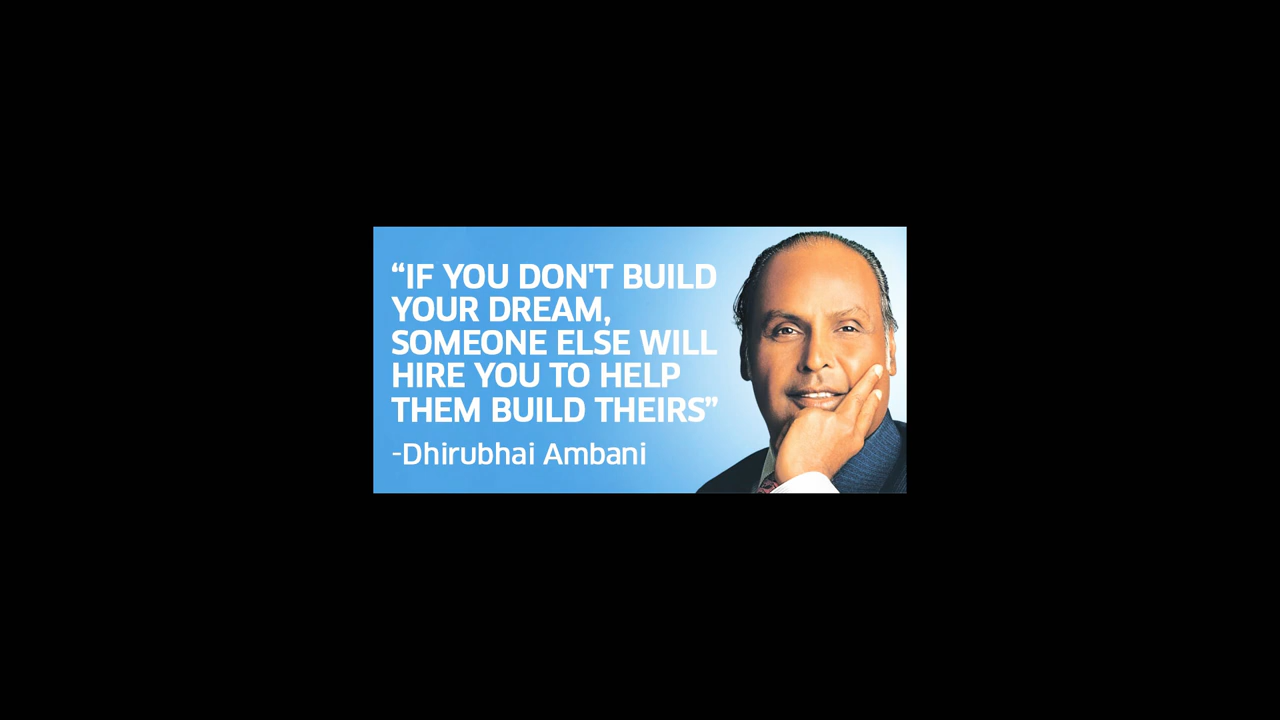 “IF YOU DON'T BUILD
YOUR DREAM,
SOMEONE ELSE WILL
HIRE YOU TO HELP
THEM BUILD THEIRS”
-Dhirubhai Ambani